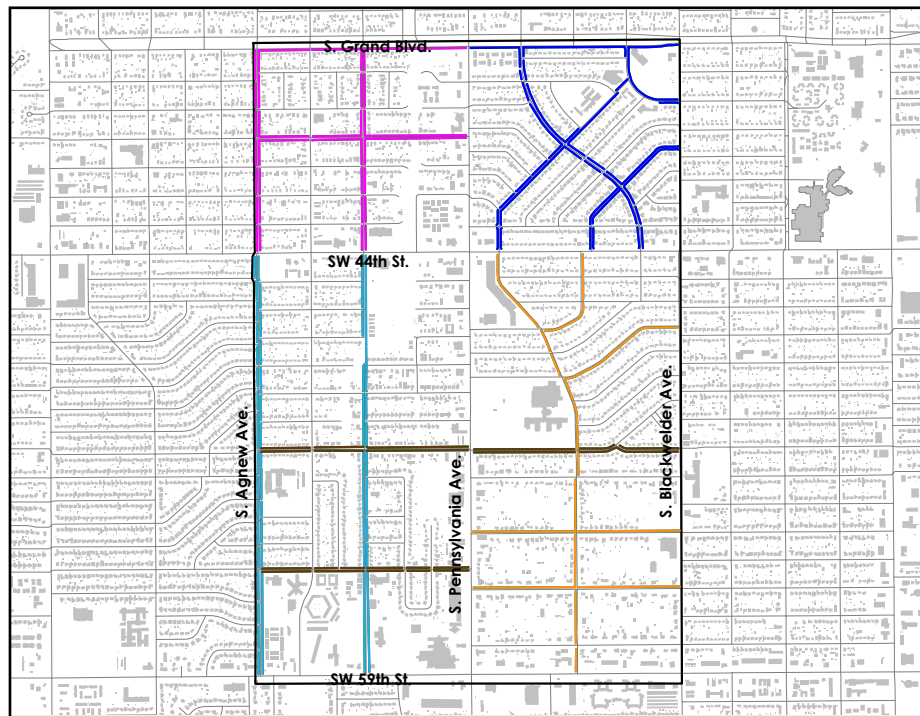 S. Grand Blvd.
SW 44th St.
S. Agnew Ave.
S. Pennsylvania Ave.
S. Blackwelder Ave.
SW 59th St